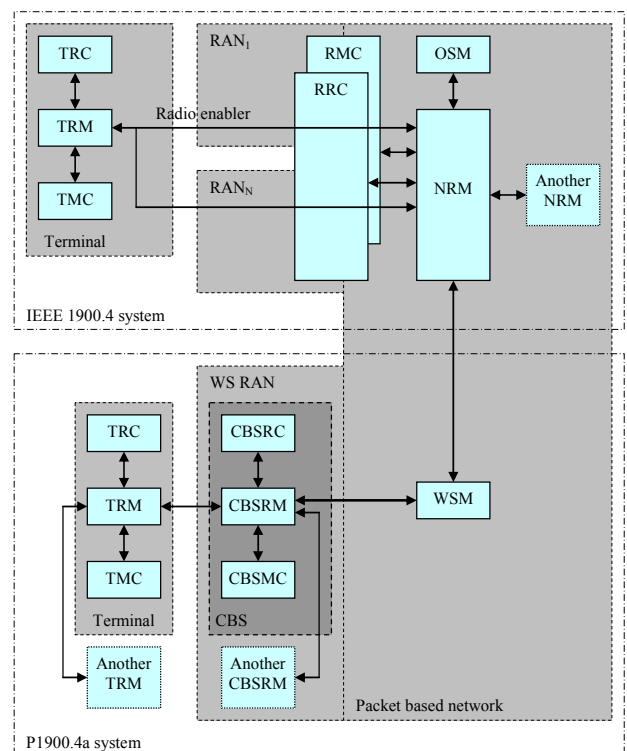 RAN1
TRC
RMC
OSM
RRC
Radio enabler
TRM
RANN
NRM
Another
NRM
TMC
Terminal
IEEE 1900.4 system
WS RAN
TRC
CBSRC
TRM
CBSRM
WSM
TMC
CBSMC
Terminal
CBS
Another
TRM
Another
CBSRM
Packet based network
P1900.4a system